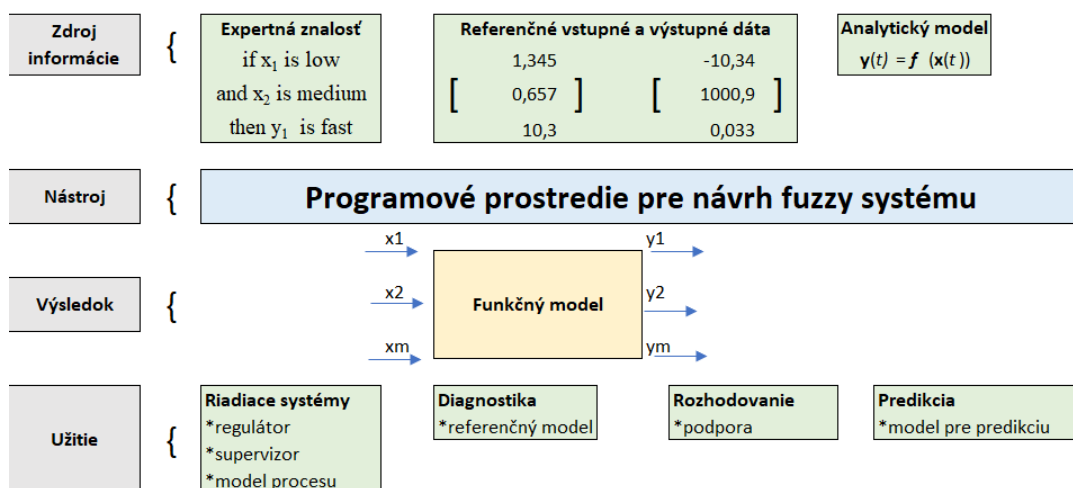 Zdroj
informácie
{
Expertná znalosť
if x₁ is low
and x₂ is medium
then y₁ is fast
Referenčné vstupné a výstupné dáta
1,345 -10,34
[ 0,657 ] [ 1000,9 ]
10,3 0,033
Analytický model
y(t) = f (x(t))
Nástroj
{
Programové prostredie pre návrh fuzzy systému
Výsledok
{
x1
x2
xm
Funkčný model
y1
y2
ym
Užitie
{
Riadiace systémy
*regulátor
*supervizor
*model procesu
Diagnostika
*referenčný model
Rozhodovanie
*podpora
Predikcia
*model pre predikciu